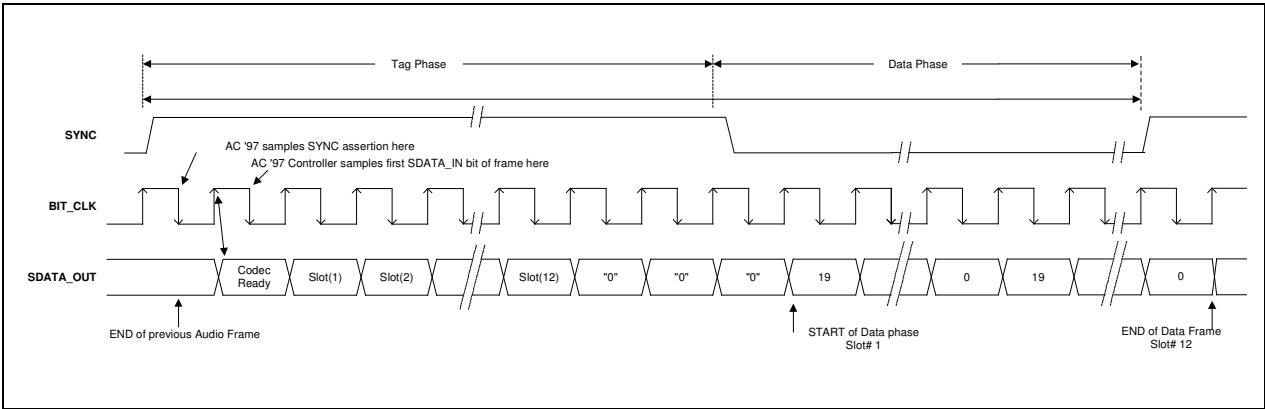 Tag Phase
Data Phase
SYNC
AC '97 samples SYNC assertion here
AC '97 Controller samples first SDATA_IN bit of frame here
BIT_CLK
SDATA_OUT
Codec
Ready
Slot(1)
Slot(2)
Slot(12)
"0"
"0"
"0"
19
0
19
0
END of previous Audio Frame
START of Data phase
Slot# 1
END of Data Frame
Slot# 12